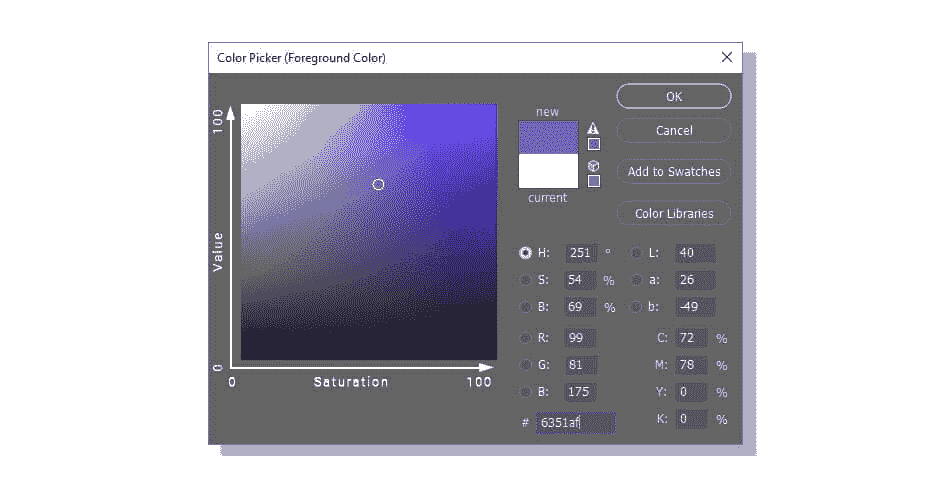 Color Picker (Foreground Color)
100
Value
0
0
Saturation
100
new
current
OK
Cancel
Add to Swatches
Color Libraries
H: 251 °
S: 54 %
B: 69 %
R: 99
G: 81
B: 175
# 6351af
L: 40
a: 26
b: -49
C: 72 %
M: 78 %
Y: 0 %
K: 0 %